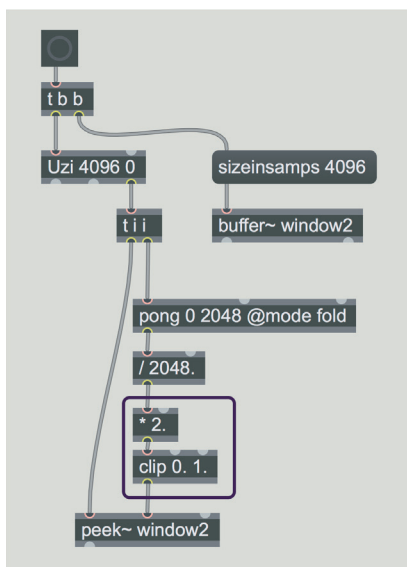 t b b
Uzi 4096 0
sizeinsamps 4096
t i i
buffer~ window2
pong 0 2048 @mode fold
/ 2048.
* 2.
clip 0. 1.
peek~ window2